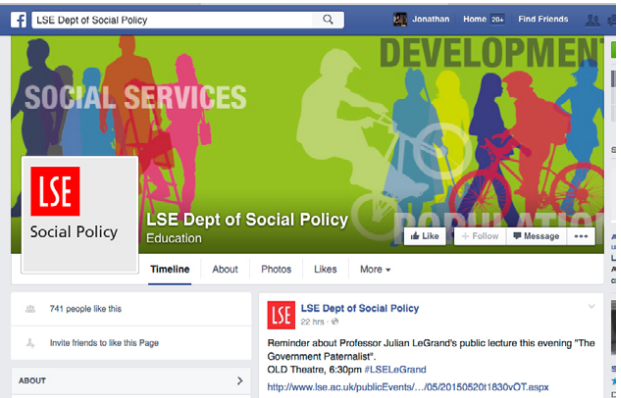 LSE Dept of Social Policy
Jonathan Home 20+ Find Friends
DEVELOPMEN
SOCIAL SERVICES
LSE
Social Policy
LSE Dept of Social Policy
Education
POPULATION
Like + Follow Message •••
Timeline About Photos Likes More
741 people like this
Invite friends to like this Page
ABOUT
LSE
LSE Dept of Social Policy
22 hrs ·
Reminder about Professor Julian LeGrand's public lecture this evening "The
Government Paternalist".
OLD Theatre, 6:30pm #LSELeGrand
http://www.lse.ac.uk/publicEvents/.../05/20150520t1830vOT.aspx